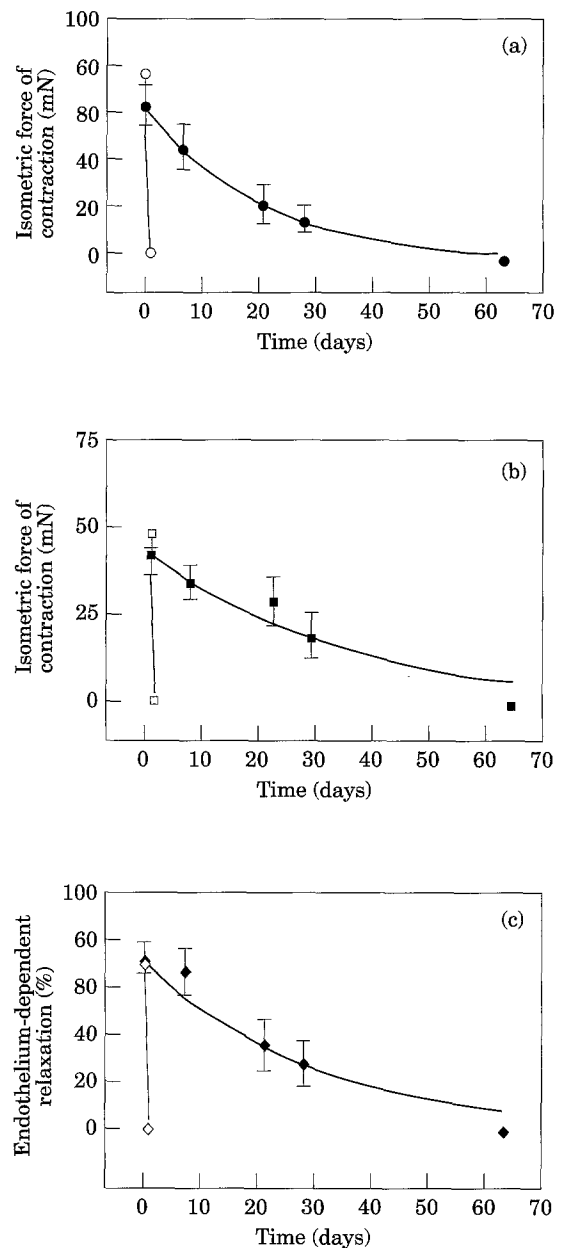 (a)
Isometric force of
contraction (mN)
100
60
80
40
20
0
0 10 20 30 40 50 60 70
Time (days)
(b)
Isometric force of
contraction (mN)
75
50
25
0
0 10 20 30 40 50 60 70
Time (days)
(c)
Endothelium-dependent
relaxation (%)
100
60
80
40
20
0
0 10 20 30 40 50 60 70
Time (days)